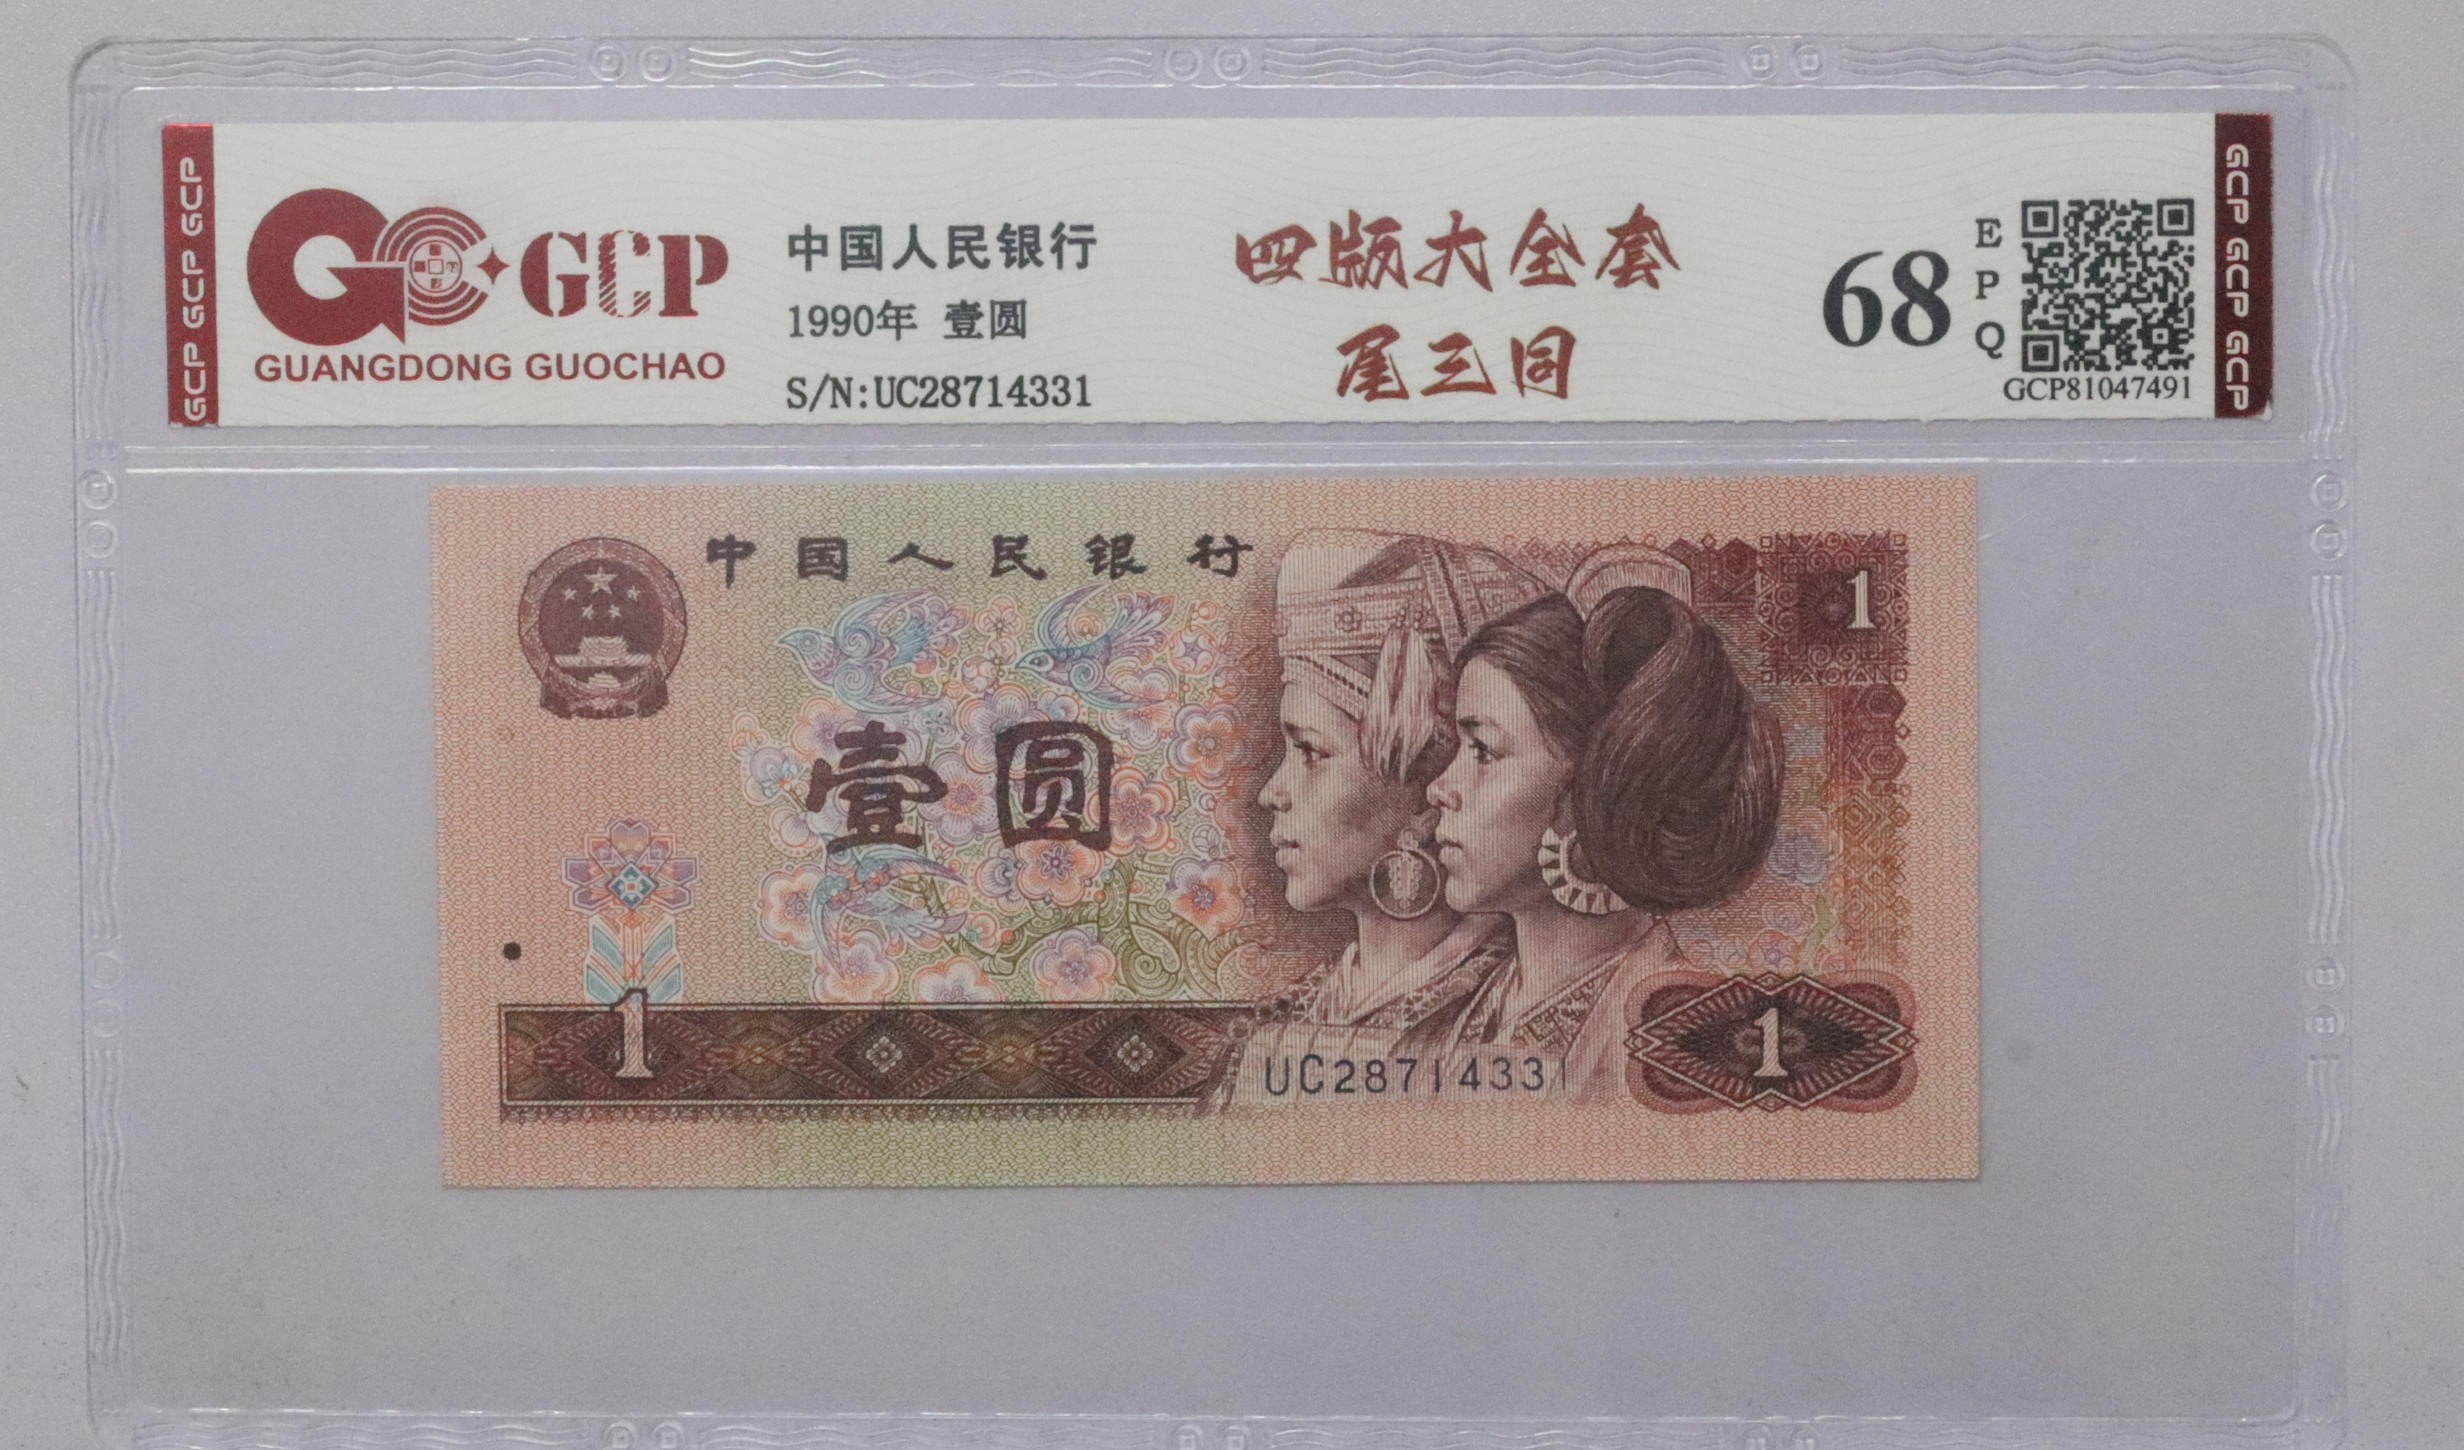 GCP GCP GCP
GCP
GUANGDONG GUOCHAO
中国人民银行
1990年 壹圆
S/N:UC28714331
四版大全套
尾三同
68
EPQ
GCP81047491
GCP GCP GCP
中国人民银行
1
壹圆
1
UC28714331
1